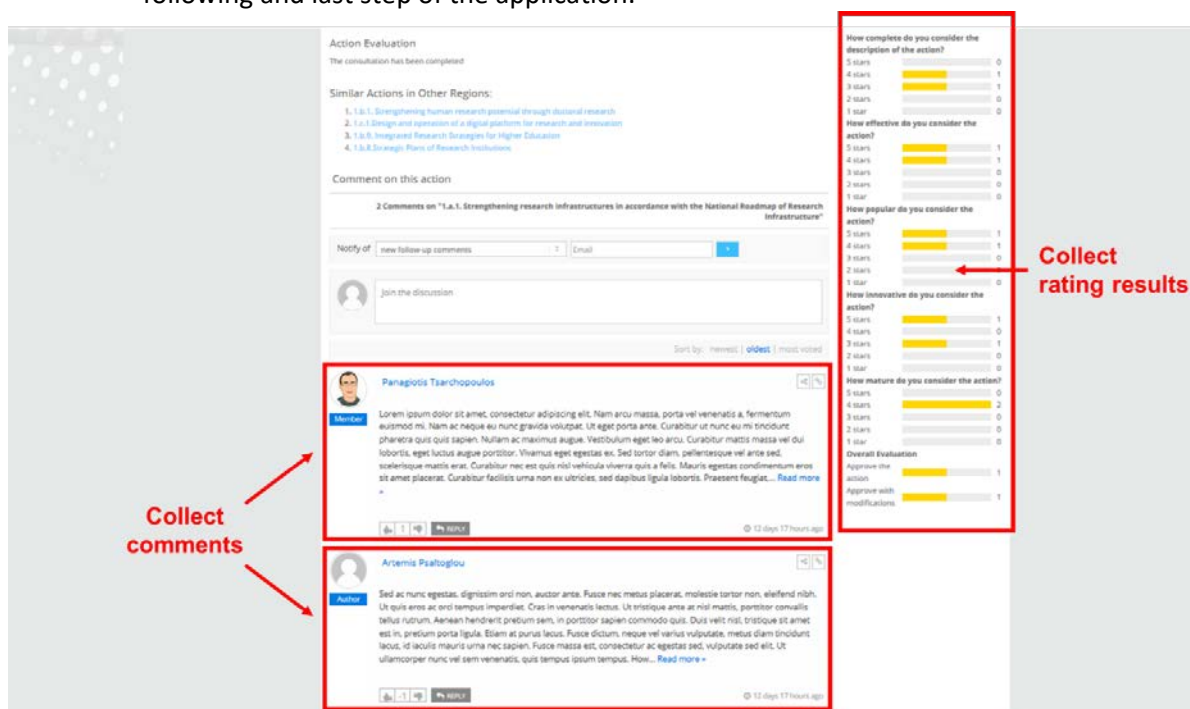 following and last step of the application.
Action Evaluation
The consultation has been completed
Similar Actions in Other Regions:
1. 1.b.1. Strengthening human research potential through doctoral research
2. 1.c.1.Design and operation of a digital platform for research and innovation
3. 1.b.9. Integrated Research Strategies for Higher Education
4. 1.b.8.Strategic Plans of Research Institutions
Comment on this action
2 Comments on "1.a.1. Strengthening research infrastructures in accordance with the National Roadmap of Research
Infrastructure"
Notify of new follow-up comments Email
Join the discussion
Sort by: newest | oldest | most voted
Panagiotis Tsarchopoulos
Member
Lorem ipsum dolor sit amet, consectetur adipiscing elit. Nam arcu massa, porta vel venenatis a, fermentum
euismod mi. Nam ac neque eu nunc gravida volutpat. Ut eget porta ante. Curabitur ut nunc eu mi tincidunt
pharetra quis quis sapien. Nullam ac maximus augue. Vestibulum eget leo arcu. Curabitur mattis massa vel dui
lobortis, eget luctus augue porttitor. Vivamus eget egestas ex. Sed tortor diam, pellentesque vel ante sed,
scelerisque mattis erat. Curabitur nec est quis nisl vehicula viverra quis a felis. Mauris egestas condimentum eros
sit amet placerat. Curabitur facilisis urna non ex ultricies, sed dapibus ligula lobortis. Praesent feugiat.... Read more
»
1 REPLY
12 days 17 hours ago
Artemis Psaltoglou
Author
Sed ac nunc egestas, dignissim orci non, auctor ante. Fusce nec metus placerat, molestie tortor non, eleifend nibh.
Ut quis eros ac orci tempus imperdiet. Cras in venenatis lectus. Ut tristique ante at nisl mattis, porttitor convallis
tellus rutrum. Aenean hendrerit pretium sem, in porttitor sapien commodo quis. Duis velit nisl, tristique sit amet
est in, pretium porta ligula. Etiam at purus lacus. Fusce dictum, neque vel varius vulputate, metus diam tincidunt
lacus, id iaculis mauris urna nec sapien. Fusce massa est, consectetur ac egestas sed, vulputate sed elit. Ut
ullamcorper nunc vel sem venenatis, quis tempus ipsum tempus. How... Read more »
-1 REPLY
12 days 17 hours ago
How complete do you consider the
description of the action?
5 stars 0
4 stars 1
3 stars 1
2 stars 0
1 star 0
How effective do you consider the
action?
5 stars 1
4 stars 1
3 stars 0
2 stars 0
1 star 0
How popular do you consider the
action?
5 stars 1
4 stars 1
3 stars 0
2 stars
1 star 0
How innovative do you consider the
action?
5 stars 1
4 stars 0
3 stars 1
2 stars 0
1 star 0
How mature do you consider the action?
5 stars 0
4 stars 2
3 stars 0
2 stars 0
1 star 0
Overall Evaluation
Approve the
action 1
Approve with
modifications 1
Collect
rating results
Collect
comments